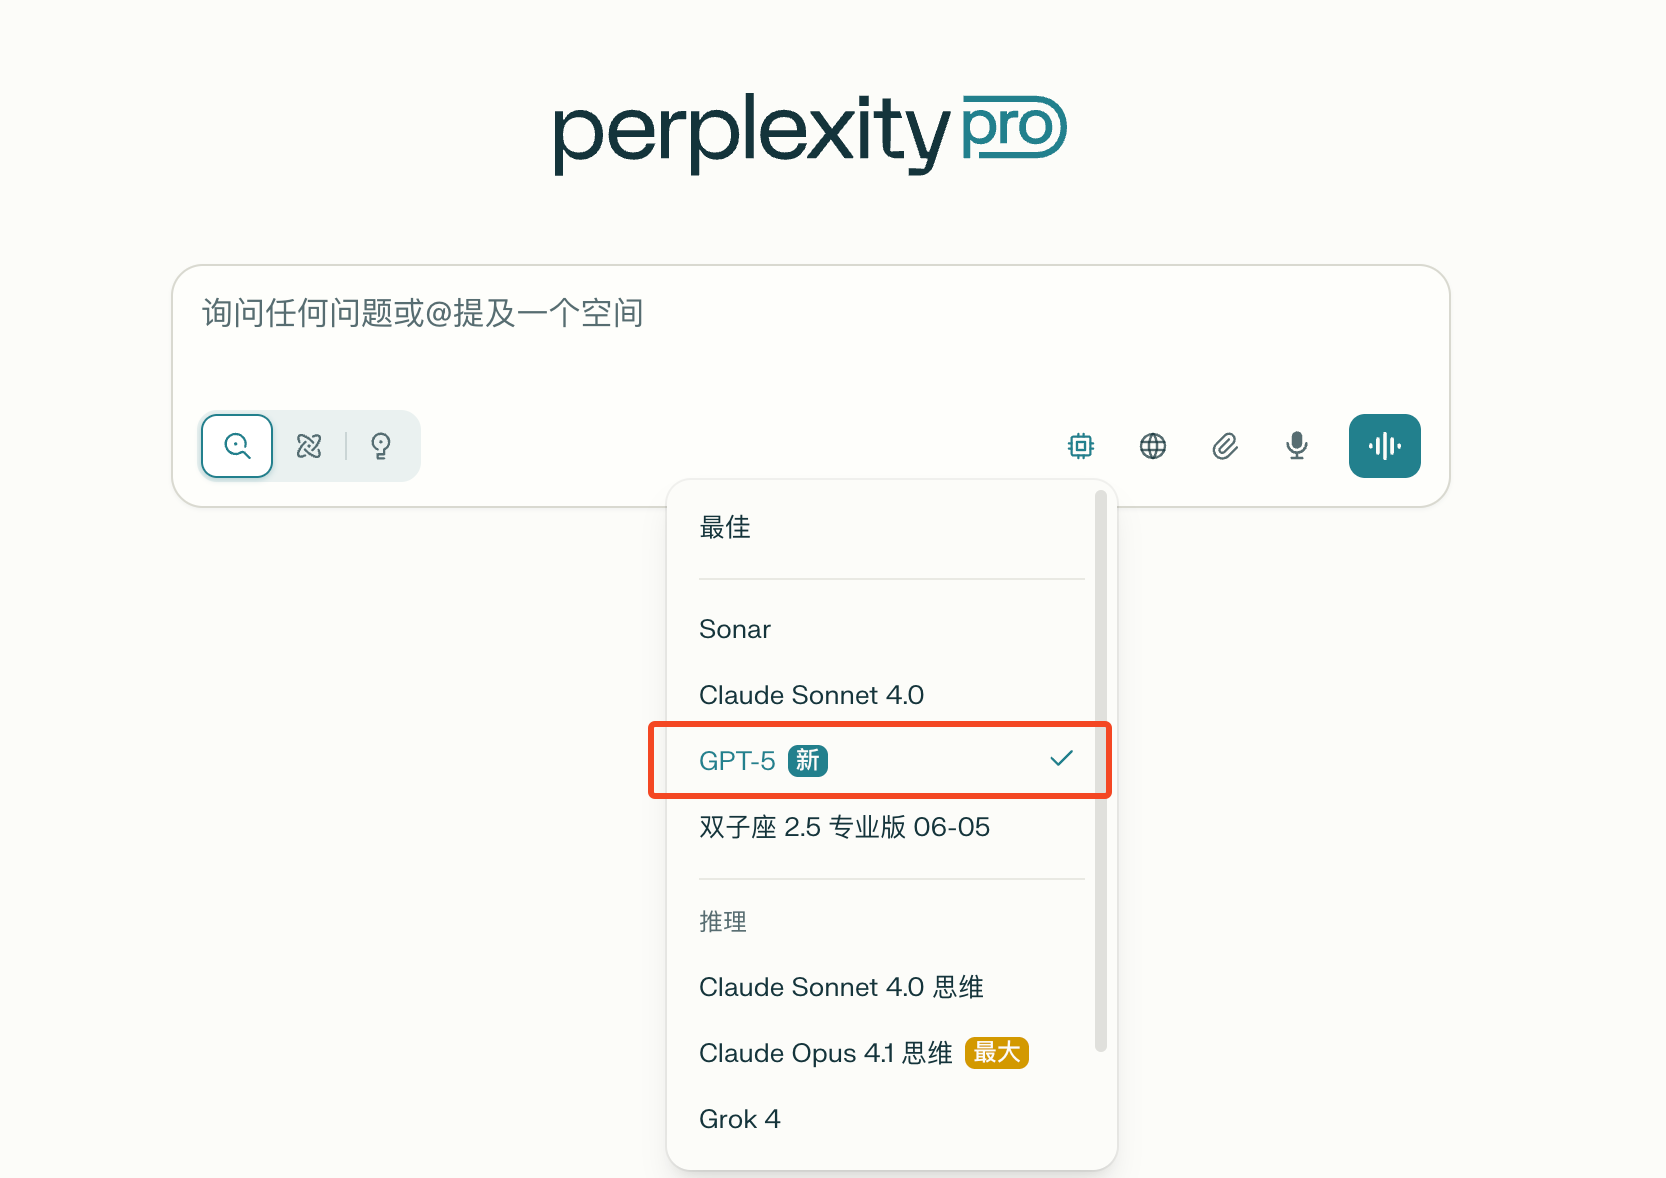 perplexity pro
询问任何问题或@提及一个空间
最佳
Sonar
Claude Sonnet 4.0
GPT-5 新
双子座 2.5 专业版 06-05
推理
Claude Sonnet 4.0 思维
Claude Opus 4.1 思维 最大
Grok 4